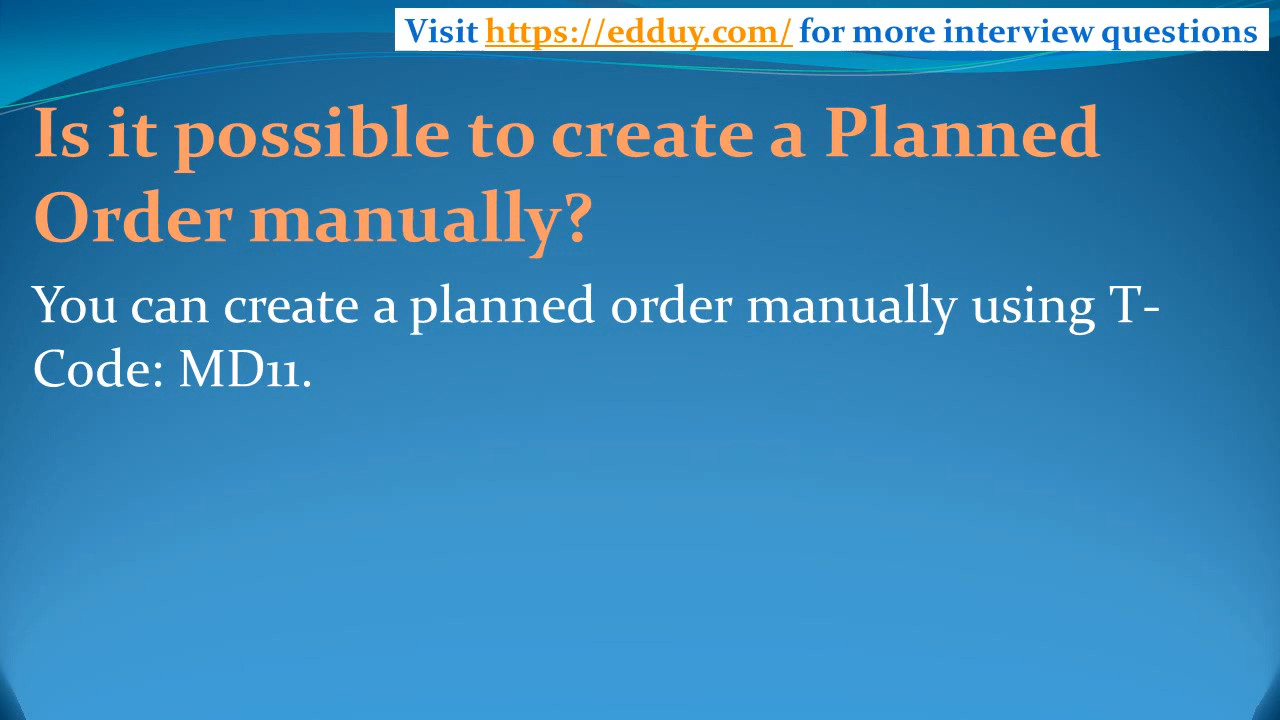 Visit https://edduy.com/ for more interview questions
Is it possible to create a Planned
Order manually?
You can create a planned order manually using T-
Code: MD11.